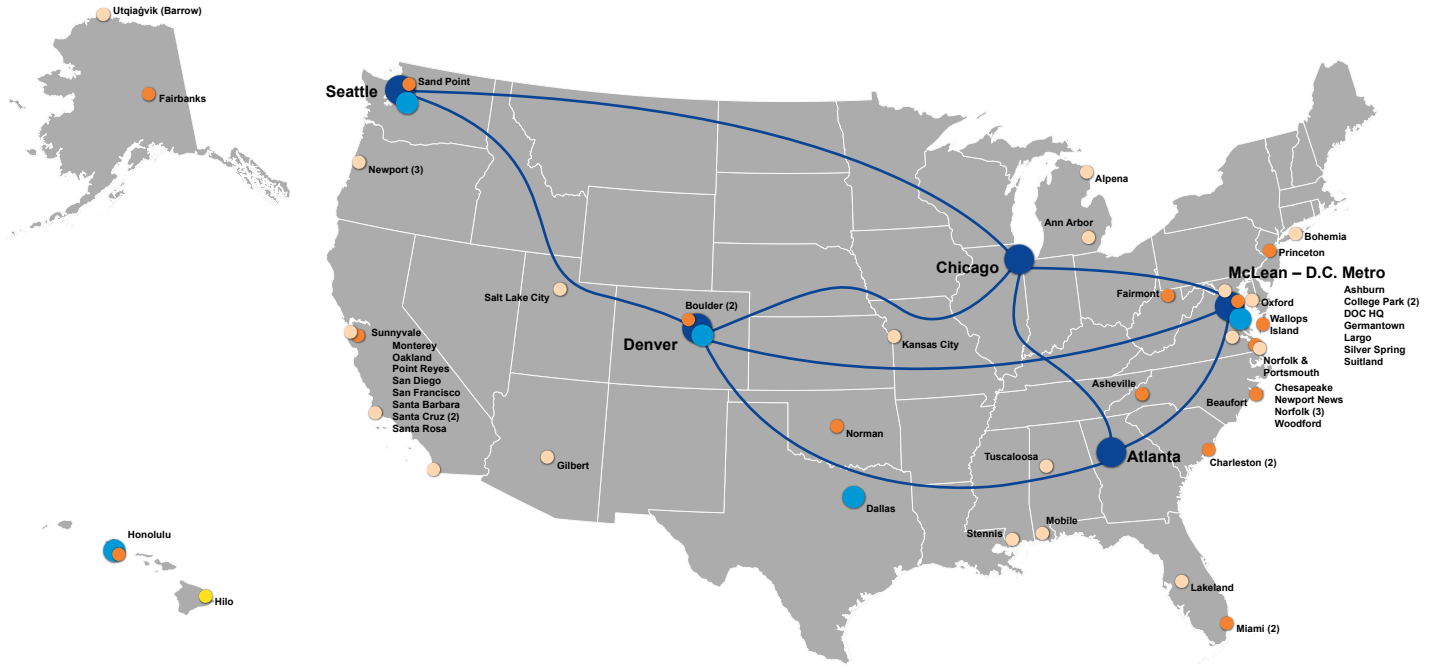 Utqiaġvik (Barrow)
Fairbanks
Seattle
Sand Point
Newport (3)
Alpena
Ann Arbor
Bohemia
Princeton
Chicago
McLean – D.C. Metro
Ashburn
College Park (2)
DOC HQ
Germantown
Largo
Silver Spring
Suitland
Salt Lake City
Boulder (2)
Fairmont
Oxford
Wallops
Island
Denver
Kansas City
Sunnyvale
Monterey
Oakland
Point Reyes
San Diego
San Francisco
Santa Barbara
Santa Cruz (2)
Santa Rosa
Norfolk &
Portsmouth
Chesapeake
Newport News
Norfolk (3)
Woodford
Asheville
Beaufort
Norman
Gilbert
Tuscaloosa
Atlanta
Charleston (2)
Dallas
Mobile
Stennis
Honolulu
Hilo
Lakeland
Miami (2)